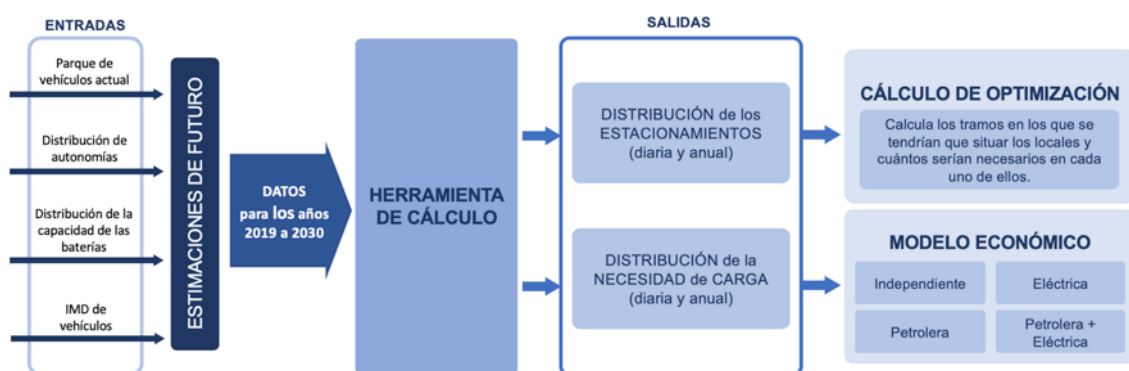 ENTRADAS
Parque de
vehículos actual
Distribución de
autonomías
Distribución de la
capacidad de las
baterías
IMD de
vehículos
ESTIMACIONES DE FUTURO
DATOS
para los años
2019 a 2030
HERRAMIENTA
DE CÁLCULO
SALIDAS
DISTRIBUCIÓN de los
ESTACIONAMIENTOS
(diaria y anual)
DISTRIBUCIÓN de la
NECESIDAD de CARGA
(diaria y anual)
CÁLCULO DE OPTIMIZACIÓN
Calcula los tramos en los que se
tendrían que situar los locales y
cuántos serían necesarios en cada
uno de ellos.
MODELO ECONÓMICO
Independiente
Eléctrica
Petrolera
Petrolera +
Eléctrica